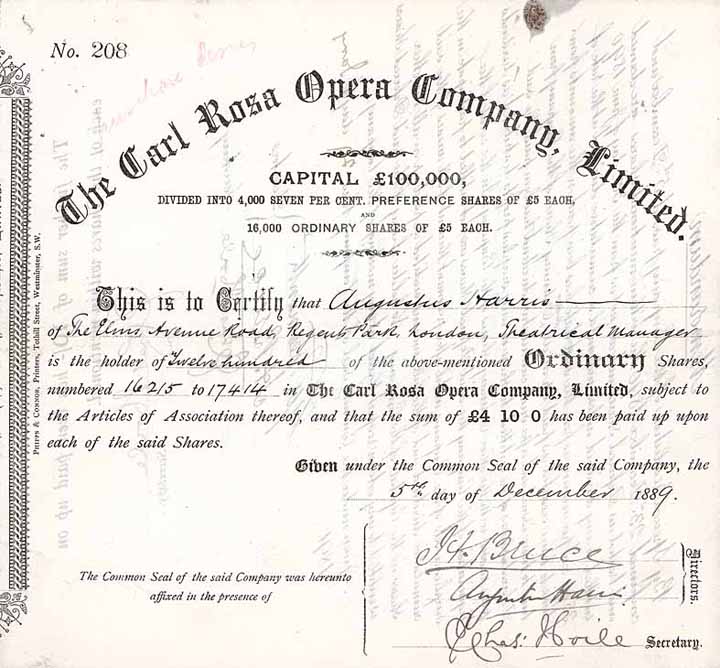 No. 208
The Carl Rosa Opera Company, Limited.
CAPITAL £100,000,
DIVIDED INTO 4,000 SEVEN PER CENT. PREFERENCE SHARES OF £5 EACH,
AND
16,000 ORDINARY SHARES OF £5 EACH.
This is to Certify that Augustus Harris
of The Elms, Avenue Road, Regents Park, London, Theatrical Manager
is the holder of Twelve hundred of the above-mentioned Ordinary Shares,
numbered 16215 to 17414 in The Carl Rosa Opera Company, Limited, subject to
the Articles of Association thereof, and that the sum of £4 10 0 has been paid up upon
each of the said Shares.
Given under the Common Seal of the said Company, the
5th day of December 1889.
The Common Seal of the said Company was hereunto
affixed in the presence of
H. Bruce
Augustus Harris
Directors.
Chas: Hoile Secretary.
PHIPPS & CONNOR, Printers, Tothill Street, Westminster, S.W.